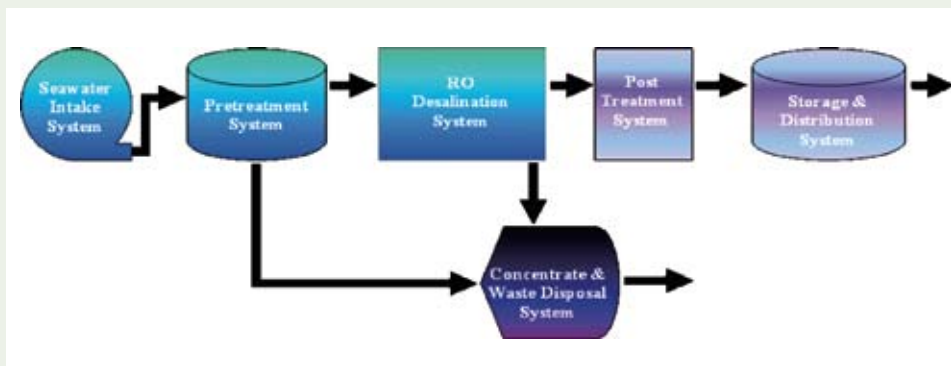 Seawater
Intake
System
Pretreatment
System
RO
Desalination
System
Post
Treatment
System
Storage &
Distribution
System
Concentrate &
Waste Disposal
System